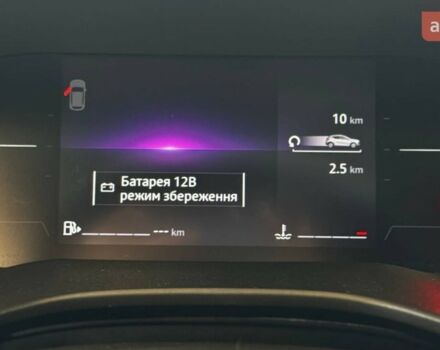 a
10 km
2.5 km
Батарея 12В
режим збереження
--- km